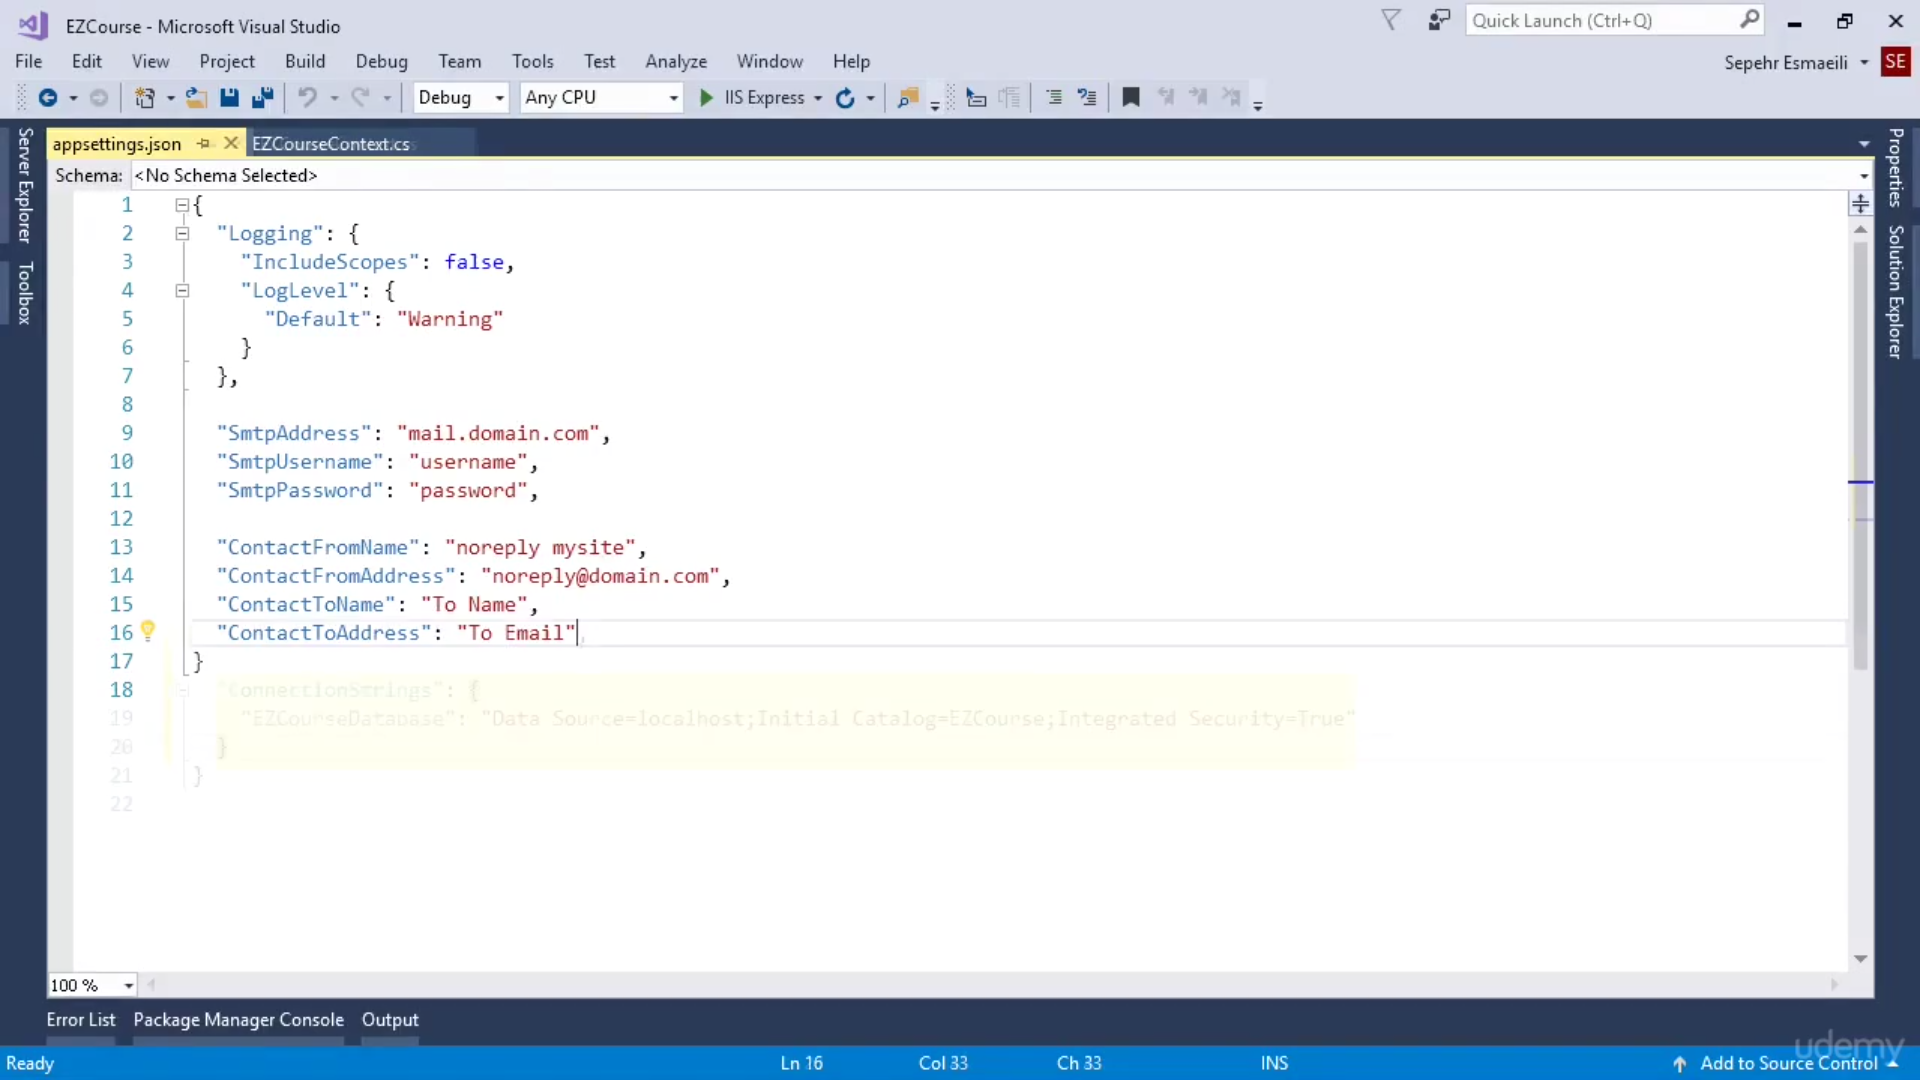 EZCourse - Microsoft Visual Studio
Quick Launch (Ctrl+Q)
File Edit View Project Build Debug Team Tools Test Analyze Window Help
Sepehr Esmaeili SE
Debug Any CPU IIS Express
appsettings.json EZCourseContext.cs
Schema: <No Schema Selected>
Server Explorer
Toolbox
Properties
Solution Explorer
1 {
2 "Logging": {
3 "IncludeScopes": false,
4 "LogLevel": {
5 "Default": "Warning"
6 }
7 },
8
9 "SmtpAddress": "mail.domain.com",
10 "SmtpUsername": "username",
11 "SmtpPassword": "password",
12
13 "ContactFromName": "noreply mysite",
14 "ContactFromAddress": "noreply@domain.com",
15 "ContactToName": "To Name",
16 "ContactToAddress": "To Email",
17 }
18 "ConnectionStrings": {
19 "EZCourseDatabase": "Data Source=localhost;Initial Catalog=EZCourse;Integrated Security=True"
20 }
21 }
22
100 %
Error List Package Manager Console Output
udemy
Ready Ln 16 Col 33 Ch 33 INS Add to Source Control